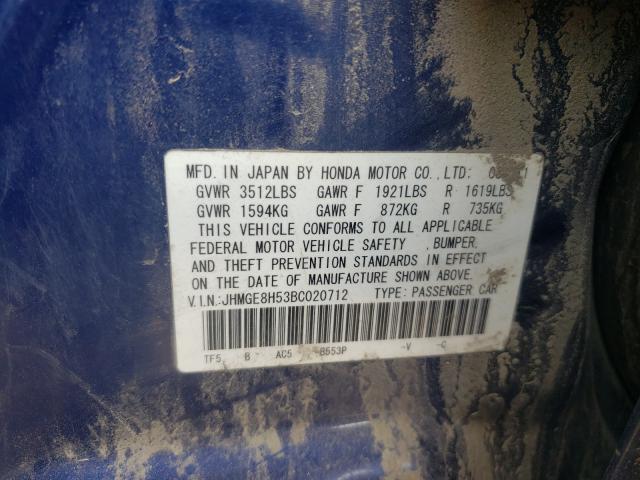 MFD. IN JAPAN BY HONDA MOTOR CO., LTD:
GVWR 3512LBS GAWR F 1921LBS R 1619LBS
GVWR 1594KG GAWR F 872KG R 735KG
THIS VEHICLE CONFORMS TO ALL APPLICABLE
FEDERAL MOTOR VEHICLE SAFETY , BUMPER,
AND THEFT PREVENTION STANDARDS IN EFFECT
ON THE DATE OF MANUFACTURE SHOWN ABOVE.
V.I.N.:JHMGE8H53BC020712 TYPE: PASSENGER CAR
TF5 B AC5 -B553P -V -C